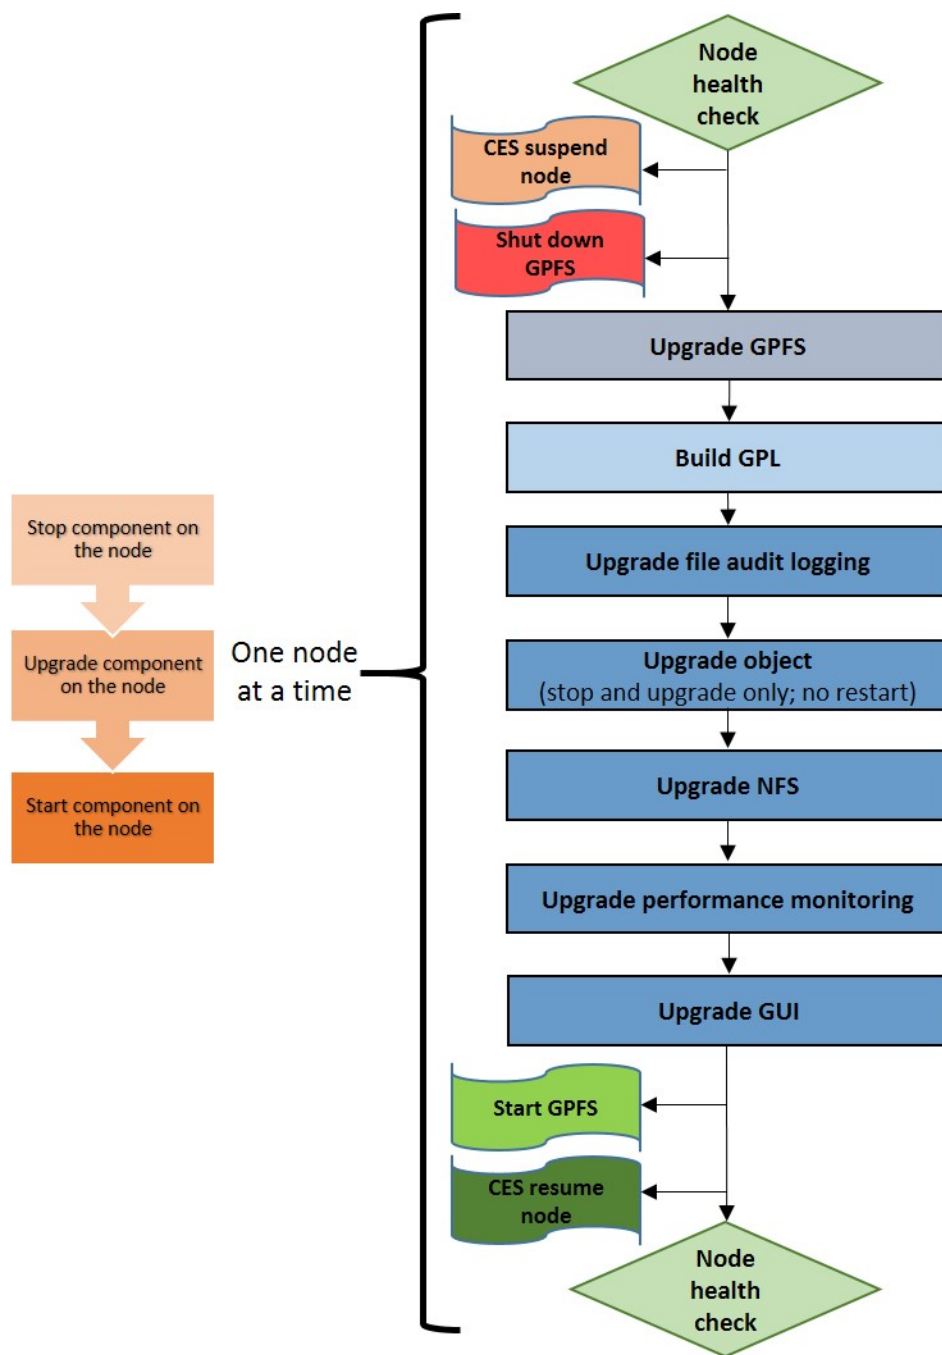 Node
health
check
CES suspend
node
Shut down
GPFS
Upgrade GPFS
Build GPL
Stop component on
the node
Upgrade file audit logging
Upgrade component
on the node
One node
at a time
Upgrade object
(stop and upgrade only; no restart)
Start component on
the node
Upgrade NFS
Upgrade performance monitoring
Upgrade GUI
Start GPFS
CES resume
node
Node
health
check